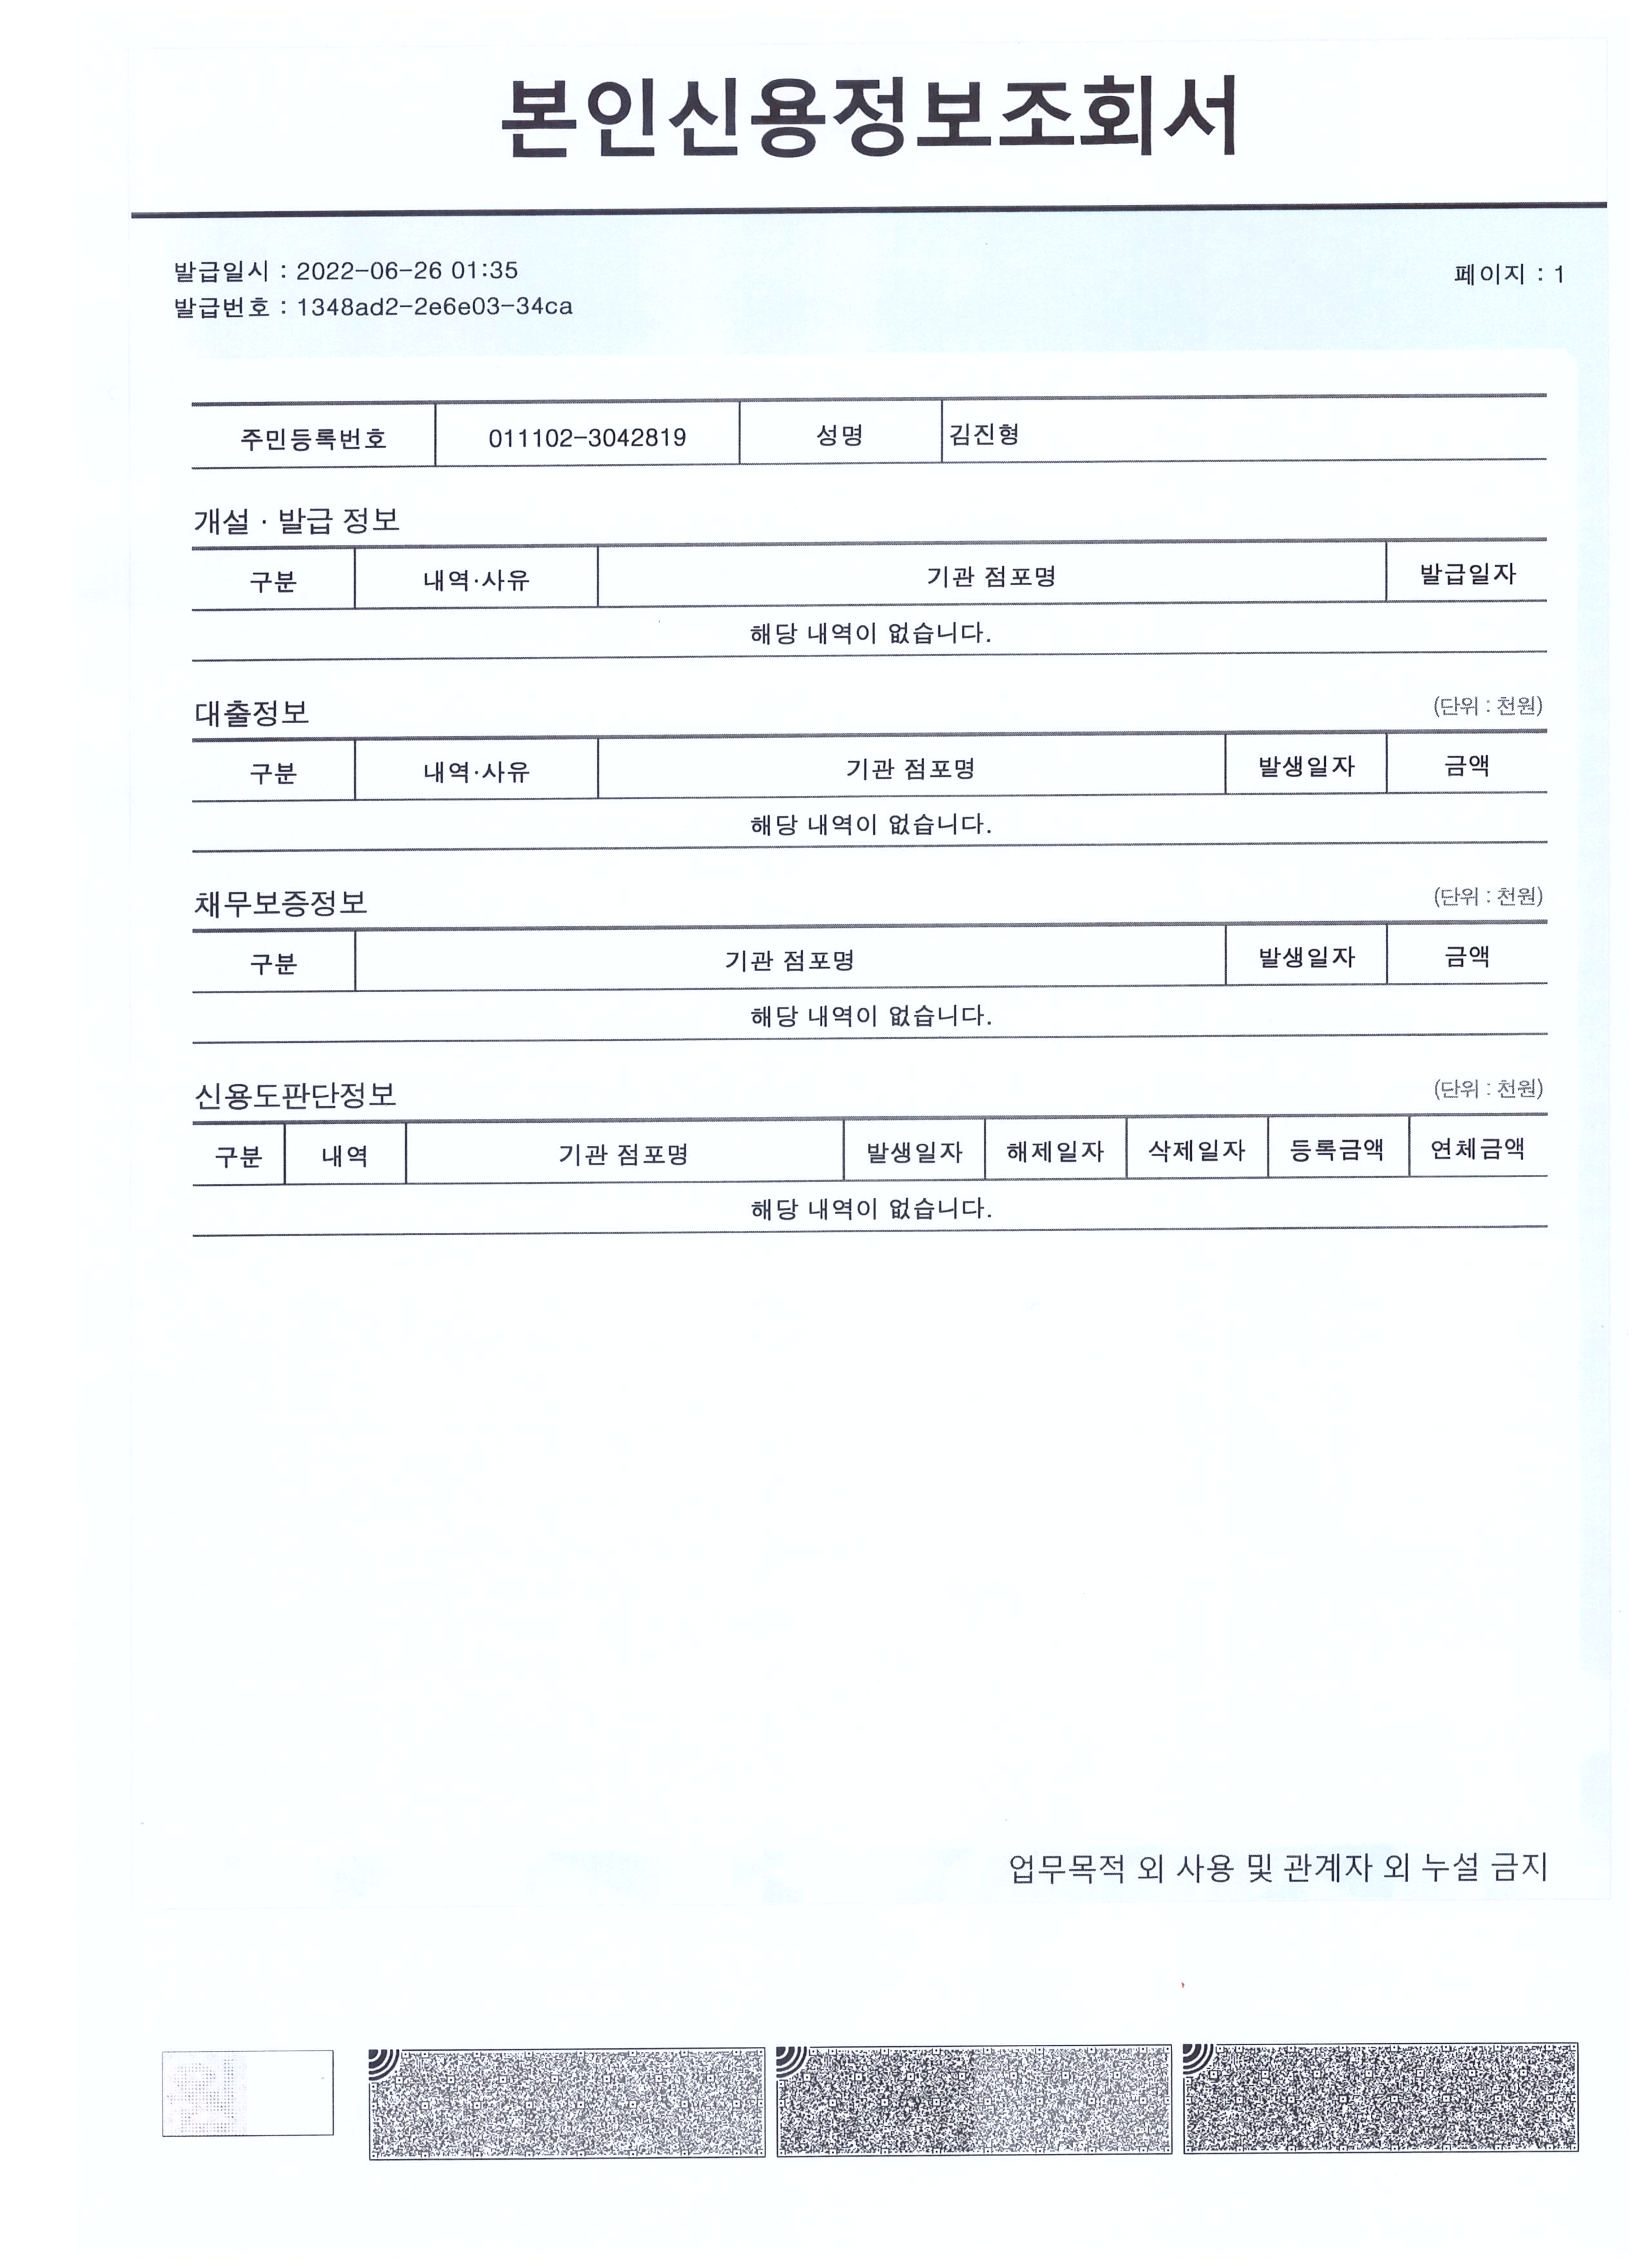 본인신용정보조회서
발급일시 : 2022-06-26 01:35
페이지 : 1
발급번호 : 1348ad2-2e6e03-34ca
주민등록번호 011102-3042819 성명 김진형
개설 · 발급 정보
구분 내역·사유 기관 점포명 발급일자
해당 내역이 없습니다.
대출정보 (단위 : 천원)
구분 내역·사유 기관 점포명 발생일자 금액
해당 내역이 없습니다.
채무보증정보 (단위 : 천원)
구분 기관 점포명 발생일자 금액
해당 내역이 없습니다.
신용도판단정보 (단위 : 천원)
구분 내역 기관 점포명 발생일자 해제일자 삭제일자 등록금액 연체금액
해당 내역이 없습니다.
업무목적 외 사용 및 관계자 외 누설 금지